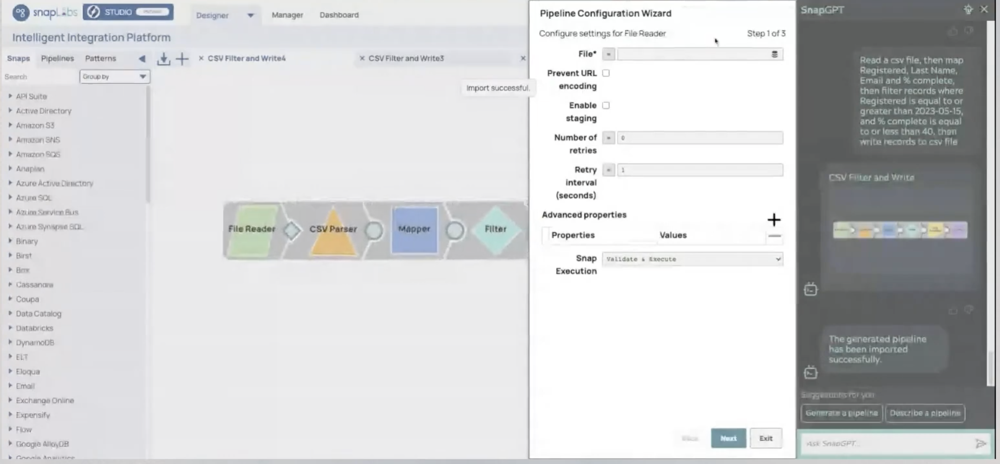 snapLabs STUDIO
Designer Manager Dashboard
Intelligent Integration Platform
Snaps Pipelines Patterns
CSV Filter and Write4
CSV Filter and Write3
Search
Group by
API Suite
Active Directory
Amazon S3
Amazon SNS
Amazon SQS
Anaplan
Azure Active Directory
Azure SQL
Azure Service Bus
Azure Synapse SQL
Binary
Birst
Box
Cassandra
Coupa
Data Catalog
Databricks
DynamoDB
ELT
Eloqua
Email
Exchange Online
Expensify
Flow
Google AlloyDB
Google Analytics
Import successful.
File Reader
CSV Parser
Mapper
Filter
Pipeline Configuration Wizard
Configure settings for File Reader Step 1 of 3
File* =
Prevent URL
encoding
Enable
staging
Number of = 0
retries
Retry = 1
interval
(seconds)
Advanced properties
Properties Values
Snap Validate & Execute
Execution
Back Next Exit
SnapGPT
Read a csv file, then map
Registered, Last Name,
Email and % complete,
then filter records where
Registered is equal to or
greater than 2023-05-15,
and % complete is equal
to or less than 40, then
write records to csv file
CSV Filter and Write
The generated pipeline
has been imported
successfully.
Suggestions for you
Generate a pipeline Describe a pipeline
Ask SnapGPT...